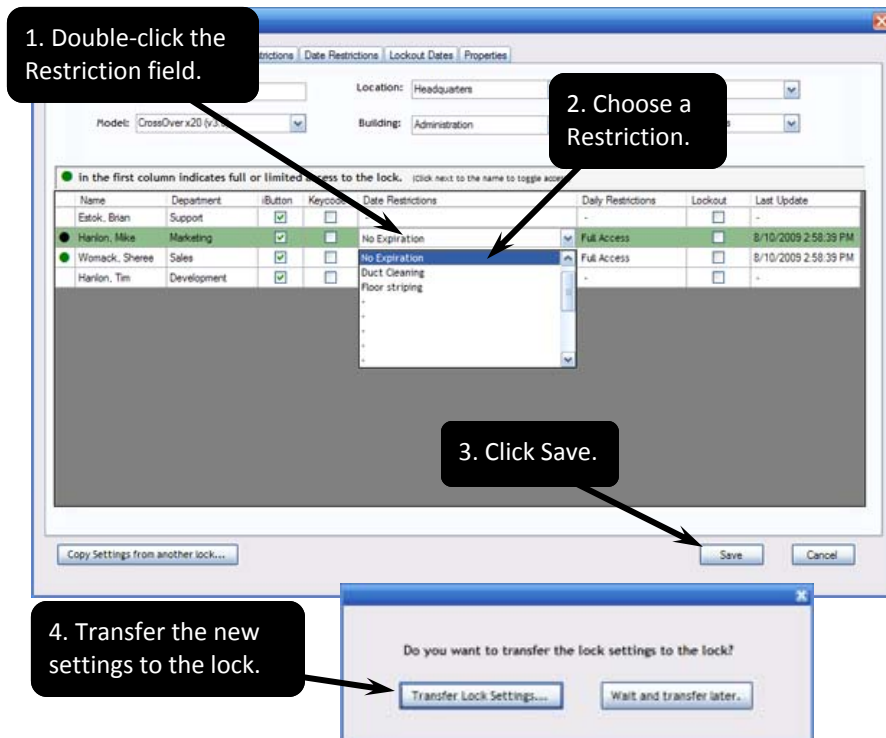 1. Double-click the
Restriction field.
trictions Date Restrictions Lockout Dates Properties
Location: Headquarters
Model: CrossOver x20 (v3.
Building: Administration
s
2. Choose a
Restriction.
in the first column indicates full or limited access to the lock. (Click next to the name to toggle acce
Name Department iButton Keycode Date Restrictions Daily Restrictions Lockout Last Update
Estok, Brian Support - -
Hanlon, Mike Marketing No Expiration Full Access 8/10/2009 2:58:39 PM
Womack, Sheree Sales No Expiration Full Access 8/10/2009 2:58:39 PM
Duct Cleaning
Hanlon, Tim Development Floor striping - -
-
-
-
-
-
3. Click Save.
Copy Settings from another lock... Save Cancel
4. Transfer the new
settings to the lock.
Do you want to transfer the lock settings to the lock?
Transfer Lock Settings.... Wait and transfer later.